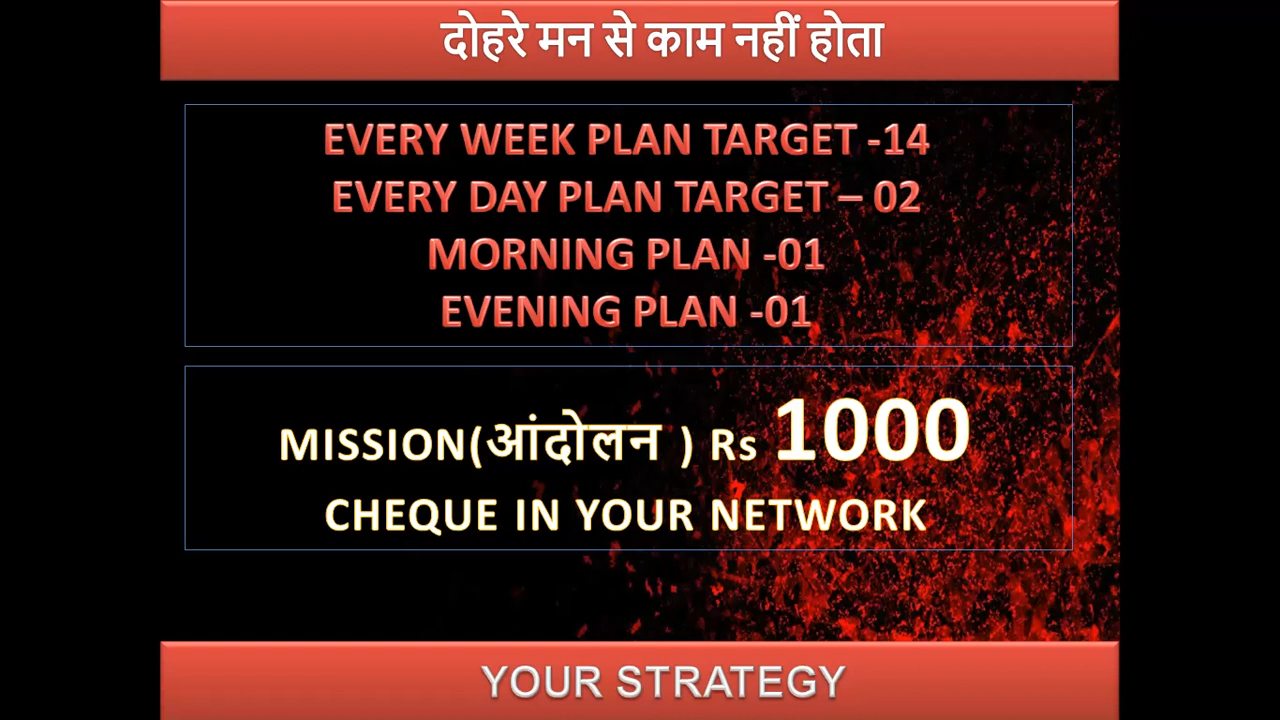 दोहरे मन से काम नहीं होता
EVERY WEEK PLAN TARGET -14
EVERY DAY PLAN TARGET – 02
MORNING PLAN -01
EVENING PLAN -01
MISSION(आंदोलन ) Rs 1000
CHEQUE IN YOUR NETWORK
YOUR STRATEGY